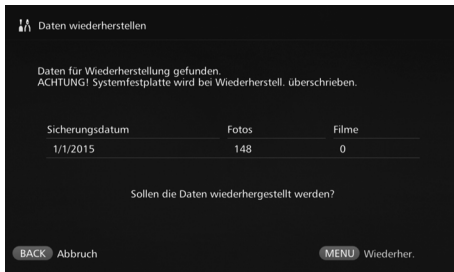 Daten wiederherstellen
Daten für Wiederherstellung gefunden.
ACHTUNG! Systemfestplatte wird bei Wiederherstell. überschrieben.
Sicherungsdatum Fotos Filme
1/1/2015 148 0
Sollen die Daten wiederhergestellt werden?
BACK Abbruch MENU Wiederher.